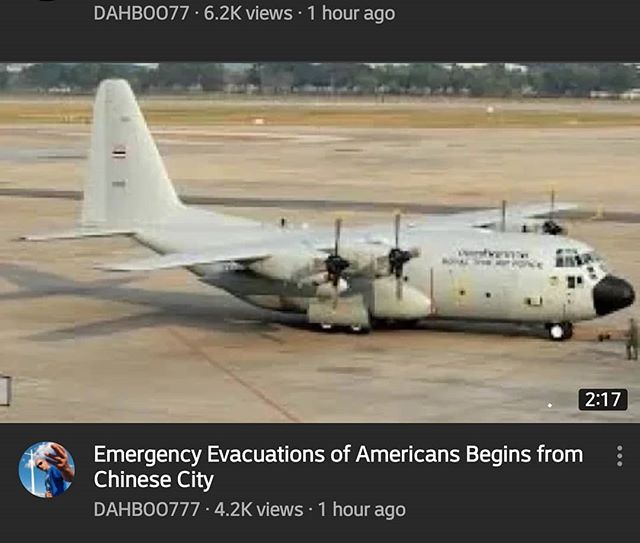 DAHBOO77 · 6.2K views · 1 hour ago
2:17
Emergency Evacuations of Americans Begins from
Chinese City
DAHBOO777 · 4.2K views · 1 hour ago